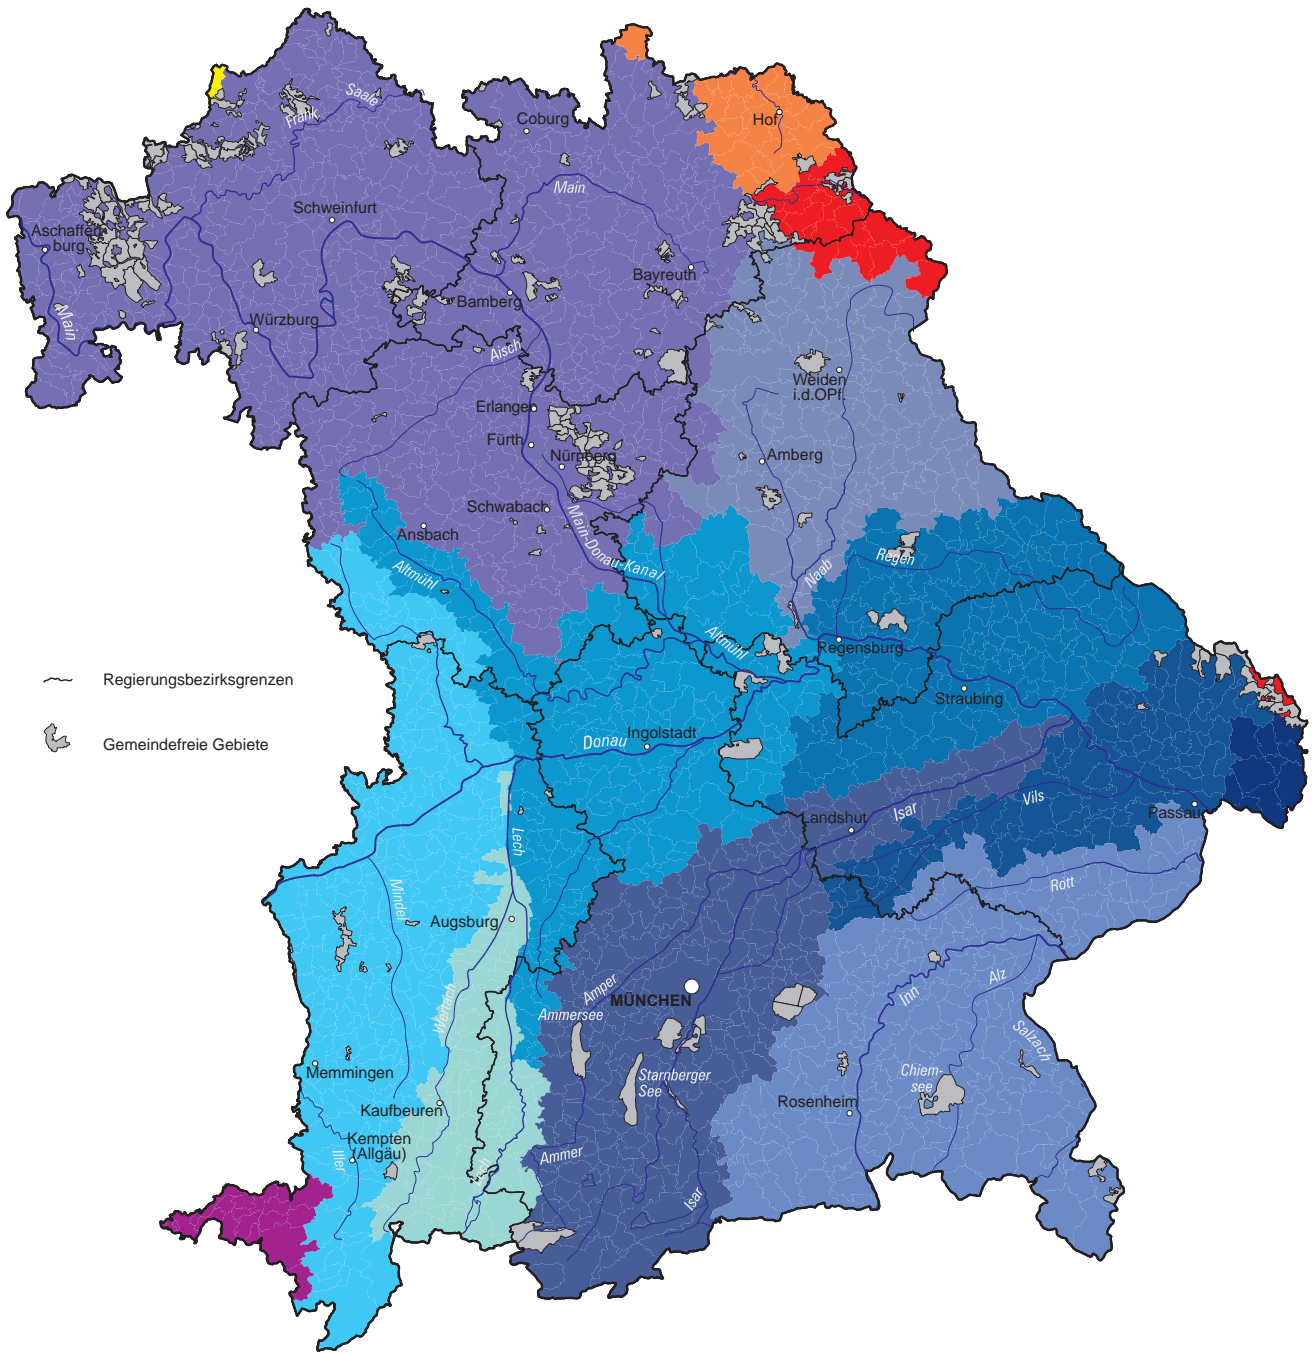 Saale
Fränk.
Coburg
Hof
Main
Schweinfurt
Aschaffen-
burg
Bayreuth
Bamberg
Main
Würzburg
Aisch
Weiden
i.d.OPf.
Erlangen
Fürth
Nürnberg
Amberg
Schwabach
Ansbach
Main-Donau-Kanal
Regen
Altmühl
Naab
Altmühl
Regensburg
Regierungsbezirksgrenzen
Straubing
Gemeindefreie Gebiete
Donau
Ingolstadt
Vils
Isar
Passau
Landshut
Lech
Mindel
Rott
Augsburg
Amper
MÜNCHEN
Inn
Alz
Wertach
Ammersee
Salzach
Memmingen
Starnberger
See
Chiem-
see
Kaufbeuren
Rosenheim
Kempten
(Allgäu)
Iller
Ammer
Lech
Isar